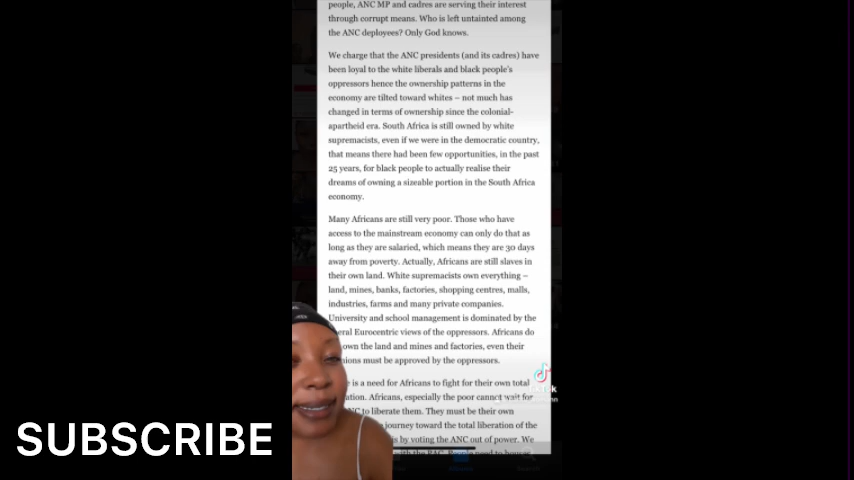 people, ANC MP and cadres are serving their interest
through corrupt means. Who is left untainted among
the ANC deployees? Only God knows.
We charge that the ANC presidents (and its cadres) have
been loyal to the white liberals and black people's
oppressors hence the ownership patterns in the
economy are tilted toward whites – not much has
changed in terms of ownership since the colonial-
apartheid era. South Africa is still owned by white
supremacists, even if we were in the democratic country,
that means there had been few opportunities, in the past
25 years, for black people to actually realise their
dreams of owning a sizeable portion in the South Africa
economy.
Many Africans are still very poor. Those who have
access to the mainstream economy can only do that as
long as they are salaried, which means they are 30 days
away from poverty. Actually, Africans are still slaves in
their own land. White supremacists own everything –
land, mines, banks, factories, shopping centres, malls,
industries, farms and many private companies.
University and school management is dominated by the
Eurocentric views of the oppressors. Africans do
own the land and mines and factories, even their
must be approved by the oppressors.
is a need for Africans to fight for their own total
Africans, especially the poor cannot wait for
to liberate them. They must be their own
journey toward the total liberation of the
is by voting the ANC out of power. We
SUBSCRIBE